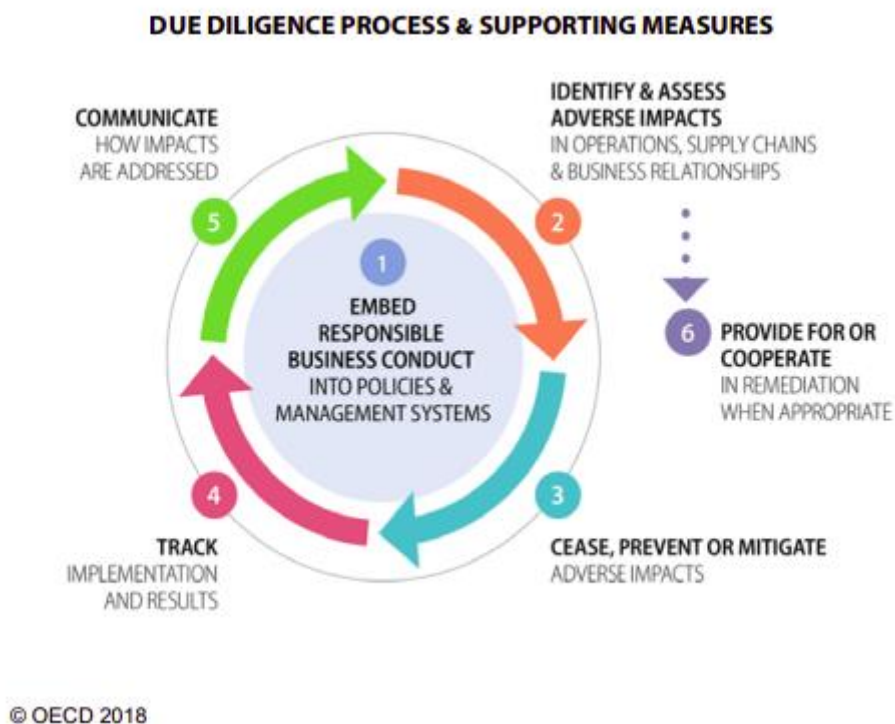 DUE DILIGENCE PROCESS & SUPPORTING MEASURES
1
EMBED
RESPONSIBLE
BUSINESS CONDUCT
INTO POLICIES &
MANAGEMENT SYSTEMS
2
IDENTIFY & ASSESS
ADVERSE IMPACTS
IN OPERATIONS, SUPPLY CHAINS
& BUSINESS RELATIONSHIPS
3
CEASE, PREVENT OR MITIGATE
ADVERSE IMPACTS
4
TRACK
IMPLEMENTATION
AND RESULTS
5
COMMUNICATE
HOW IMPACTS
ARE ADDRESSED
6
PROVIDE FOR OR
COOPERATE
IN REMEDIATION
WHEN APPROPRIATE
© OECD 2018